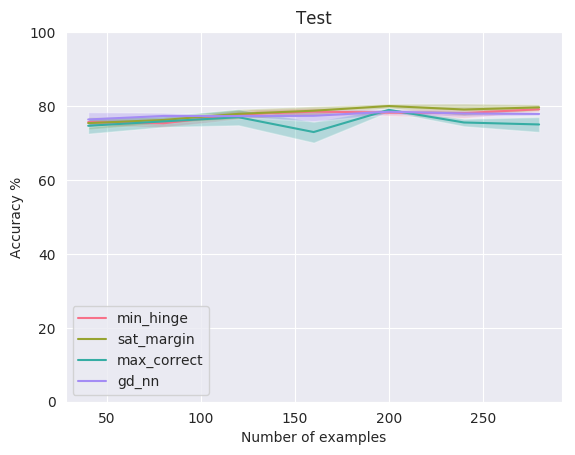 Test
100
80
60
40
20
0
Accuracy %
min_hinge
sat_margin
max_correct
gd_nn
50
100
150
200
250
Number of examples